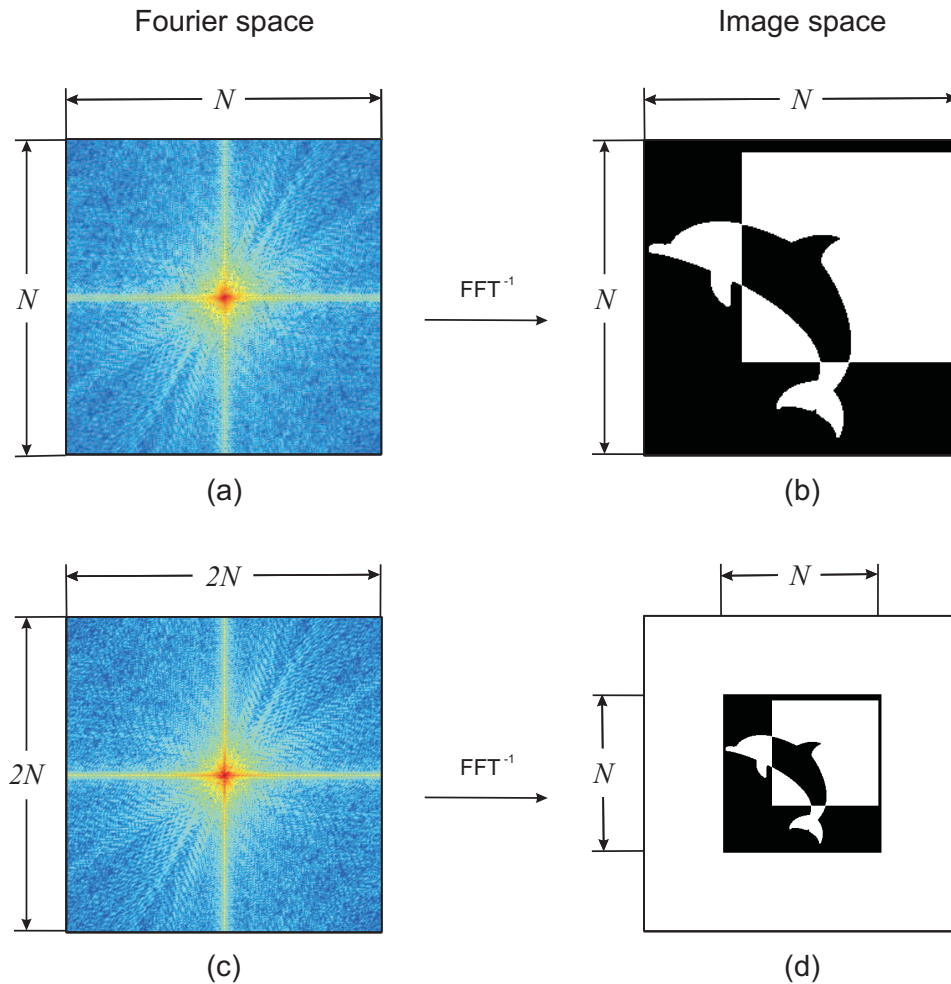 Fourier space
Image space
N
N
N
FFT⁻¹
N
(a)
(b)
2N
N
2N
FFT⁻¹
N
(c)
(d)